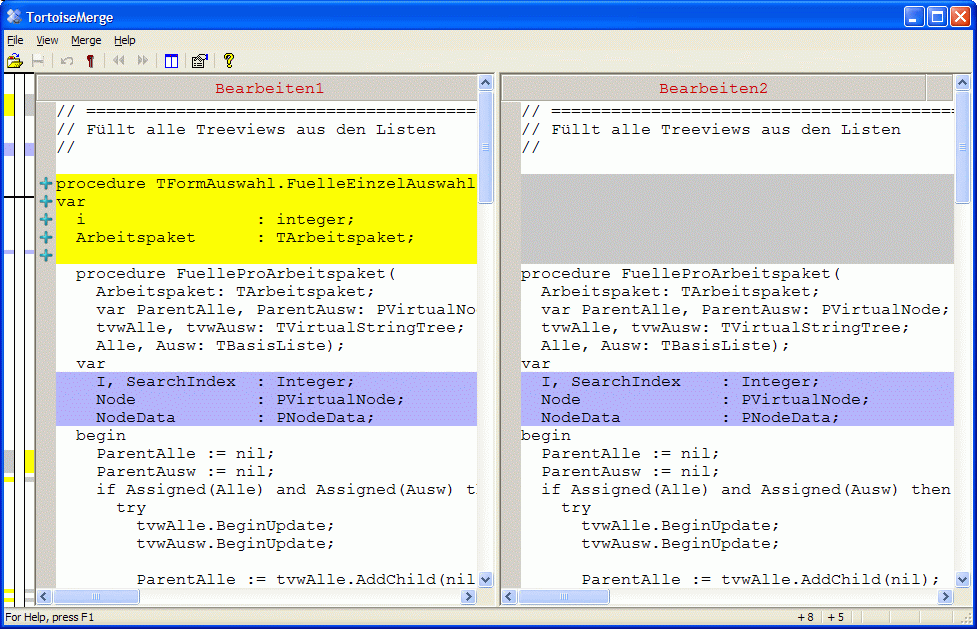 TortoiseMerge
File View Merge Help
Bearbeiten1
// =======================================
// Füllt alle Treeviews aus den Listen
//
procedure TFormAuswahl.FuelleEinzelAuswahl
var
i : integer;
Arbeitspaket : TArbeitspaket;
procedure FuelleProArbeitspaket(
Arbeitspaket: TArbeitspaket;
var ParentAlle, ParentAusw: PVirtualNo
tvwAlle, tvwAusw: TVirtualStringTree;
Alle, Ausw: TBasisListe);
var
I, SearchIndex : Integer;
Node : PVirtualNode;
NodeData : PNodeData;
begin
ParentAlle := nil;
ParentAusw := nil;
if Assigned(Alle) and Assigned(Ausw) th
try
tvwAlle.BeginUpdate;
tvwAusw.BeginUpdate;
ParentAlle := tvwAlle.AddChild(nil
Bearbeiten2
// =========================================
// Füllt alle Treeviews aus den Listen
//
procedure FuelleProArbeitspaket(
Arbeitspaket: TArbeitspaket;
var ParentAlle, ParentAusw: PVirtualNode;
tvwAlle, tvwAusw: TVirtualStringTree;
Alle, Ausw: TBasisListe);
var
I, SearchIndex : Integer;
Node : PVirtualNode;
NodeData : PNodeData;
begin
ParentAlle := nil;
ParentAusw := nil;
if Assigned(Alle) and Assigned(Ausw) then
try
tvwAlle.BeginUpdate;
tvwAusw.BeginUpdate;
ParentAlle := tvwAlle.AddChild(nil);
For Help, press F1
+8 +5